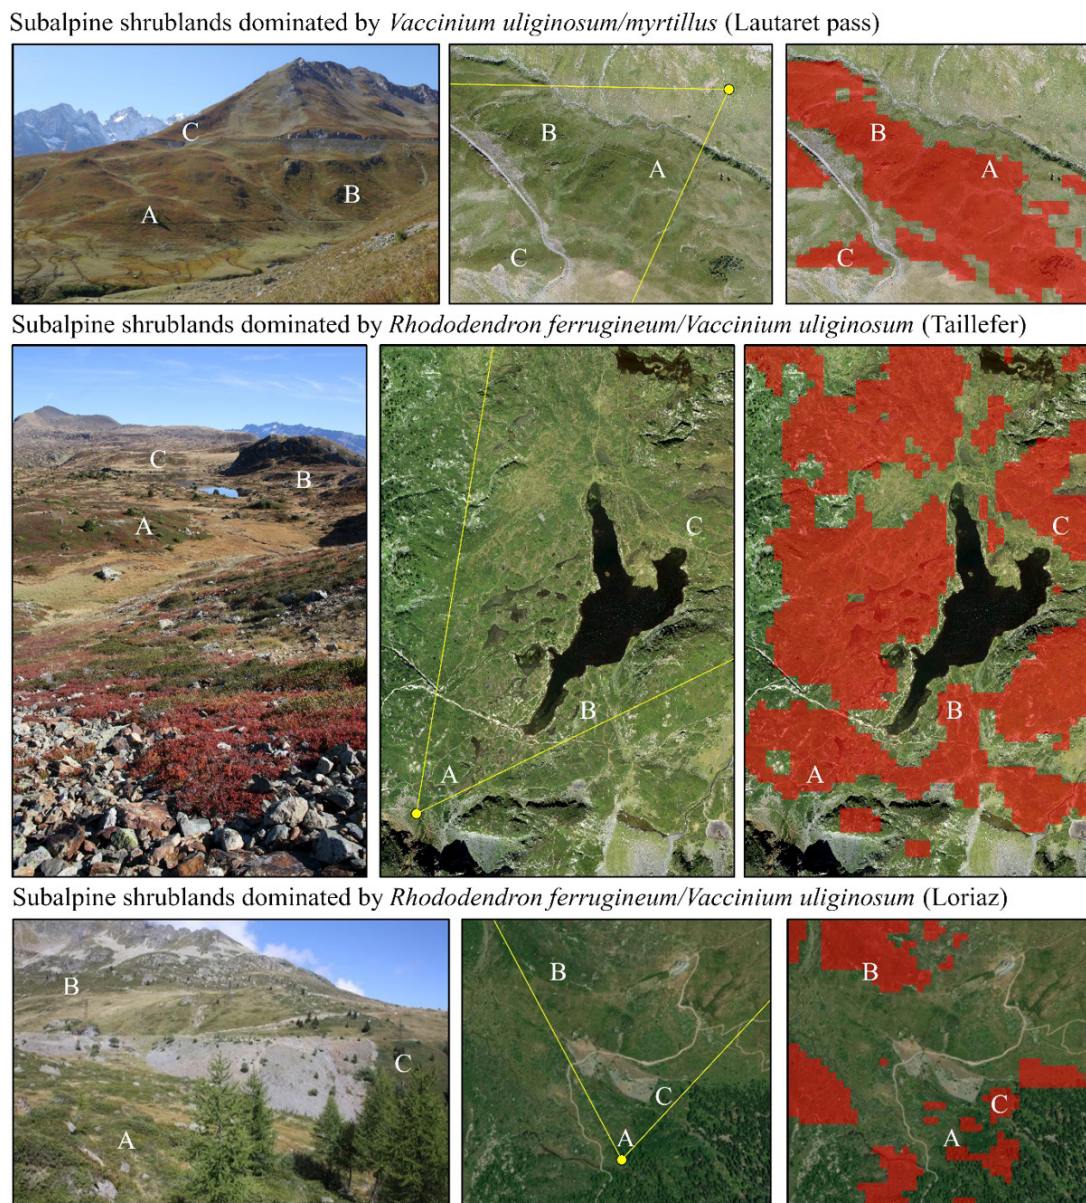 Subalpine shrublands dominated by Vaccinium uliginosum/myrtillus (Lautaret pass)
C
A
B
B
A
C
B
A
C
Subalpine shrublands dominated by Rhododendron ferrugineum/Vaccinium uliginosum (Taillefer)
C
B
A
C
B
A
C
B
A
Subalpine shrublands dominated by Rhododendron ferrugineum/Vaccinium uliginosum (Loriaz)
B
C
A
B
C
A
B
C
A